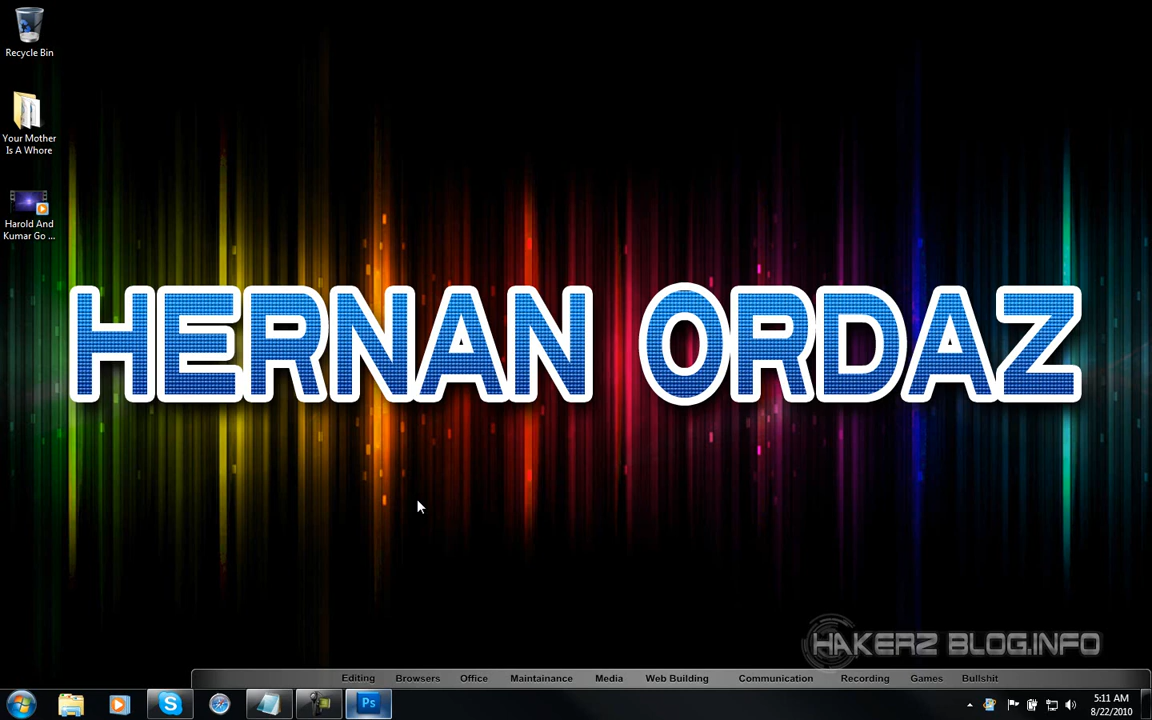 Recycle Bin
Your Mother
Is A Whore
Harold And
Kumar Go ...
HERNAN ORDAZ
HAKERZ BLOG.INFO
Editing Browsers Office Maintainance Media Web Building Communication Recording Games Bullshit
Ps
5:11 AM
8/22/2010